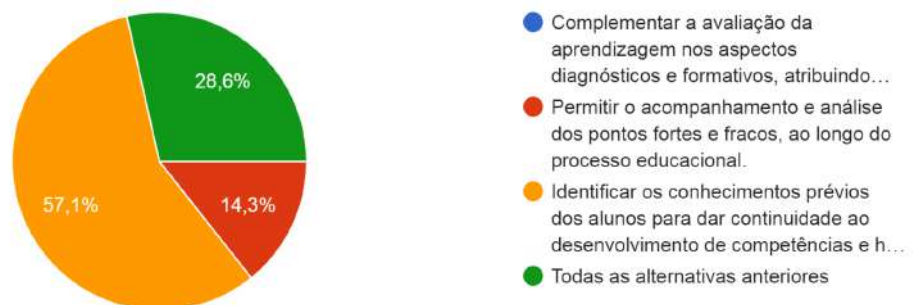 28,6%
57,1%
14,3%
Complementar a avaliação da
aprendizagem nos aspectos
diagnósticos e formativos, atribuindo…
Permitir o acompanhamento e análise
dos pontos fortes e fracos, ao longo do
processo educacional.
Identificar os conhecimentos prévios
dos alunos para dar continuidade ao
desenvolvimento de competências e h…
Todas as alternativas anteriores